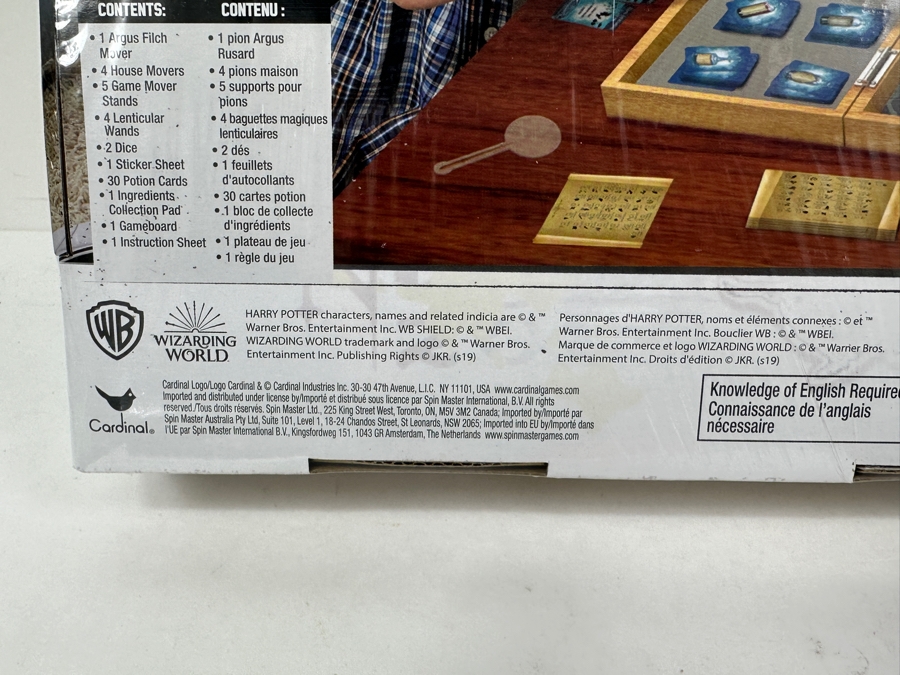 CONTENTS:
• 1 Argus Filch
Mover
• 4 House Movers
• 5 Game Mover
Stands
• 4 Lenticular
Wands
• 2 Dice
• 1 Sticker Sheet
• 30 Potion Cards
• 1 Ingredients
Collection Pad
• 1 Gameboard
• 1 Instruction Sheet
CONTENU :
• 1 pion Argus
Rusard
• 4 pions maison
• 5 supports pour
pions
• 4 baguettes magiques
lenticulaires
• 2 dés
• 1 feuillets
d'autocollants
• 30 cartes potion
• 1 bloc de collecte
d'ingrédients
• 1 plateau de jeu
• 1 règle du jeu
WB
WIZARDING
WORLD
HARRY POTTER characters, names and related indicia are © & ™
Warner Bros. Entertainment Inc. WB SHIELD: © & ™ WBEI.
WIZARDING WORLD trademark and logo © & ™ Warner Bros.
Entertainment Inc. Publishing Rights © JKR. (s19)
Personnages d'HARRY POTTER, noms et éléments connexes : © et ™
Warner Bros. Entertainment Inc. Bouclier WB : © & ™ WBEI.
Marque de commerce et logo WIZARDING WORLD : © & ™ Warner Bros.
Entertainment Inc. Droits d'édition © JKR. (s19)
Cardinal®
Cardinal Logo/Logo Cardinal & © Cardinal Industries Inc. 30-30 47th Avenue, L.I.C. NY 11101, USA www.cardinalgames.com
Imported and distributed under license by/Importé et distribué sous licence par Spin Master International, B.V. All rights
reserved./Tous droits réservés. Spin Master Ltd., 225 King Street West, Toronto, ON, M5V 3M2 Canada; Imported by/Importé par
Spin Master Australia Pty Ltd, Suite 101, Level 1, 18-24 Chandos Street, St Leonards, NSW 2065; Imported into EU by/Importé dans
l'UE par Spin Master International B.V., Kingsfordweg 151, 1043 GR Amsterdam, The Netherlands www.spinmastergames.com
Knowledge of English Require
Connaissance de l'anglais
nécessaire